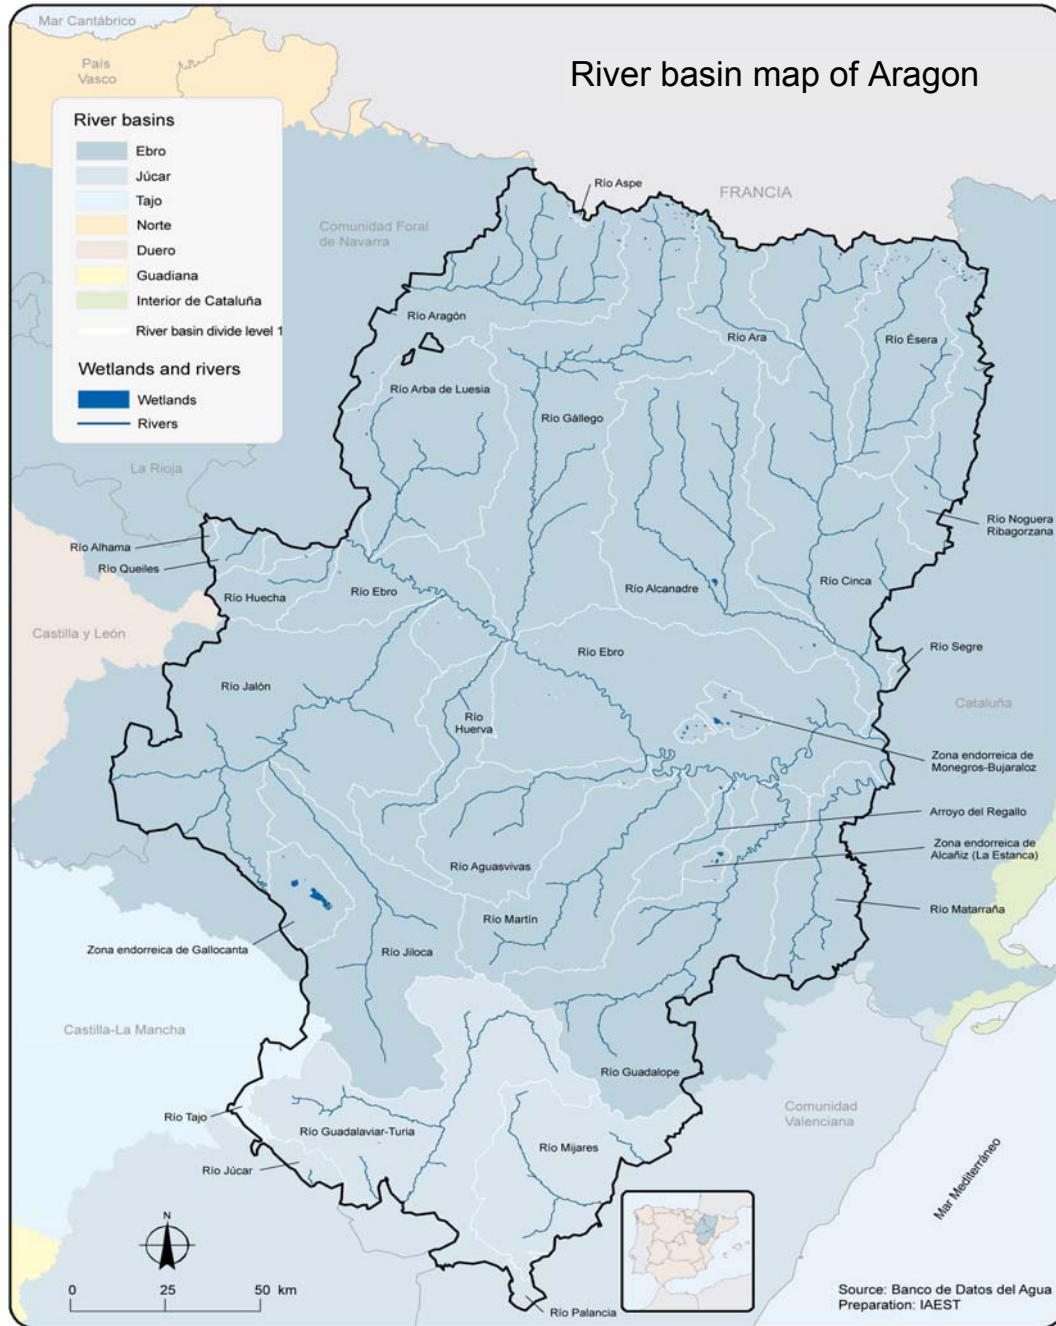 Mar Cantábrico
País
Vasco
River basin map of Aragon
River basins
Ebro
Júcar
Tajo
Norte
Duero
Guadiana
Interior de Cataluña
River basin divide level 1
Wetlands and rivers
Wetlands
Rivers
Río Aspe
FRANCIA
Comunidad Foral
de Navarra
Río Aragón
Río Ara
Río Ésera
Río Arba de Luesia
Río Gállego
La Rioja
Río Noguera
Ribagorzana
Río Alhama
Río Queiles
Río Huecha
Río Ebro
Río Alcanadre
Río Cinca
Castilla y León
Río Ebro
Río Segre
Río Jalón
Cataluña
Río
Huerva
Zona endorreica de
Monegros-Bujaraloz
Arroyo del Regallo
Zona endorreica de
Alcañiz (La Estanca)
Río Aguasvivas
Río Matarraña
Río Martín
Zona endorreica de Gallocanta
Río Jiloca
Castilla-La Mancha
Río Guadalope
Río Tajo
Comunidad
Valenciana
Río Guadalaviar-Turia
Río Mijares
Río Júcar
Mar Mediterráneo
N
0 25 50 km
Río Palancia
Source: Banco de Datos del Agua
Preparation: IAEST